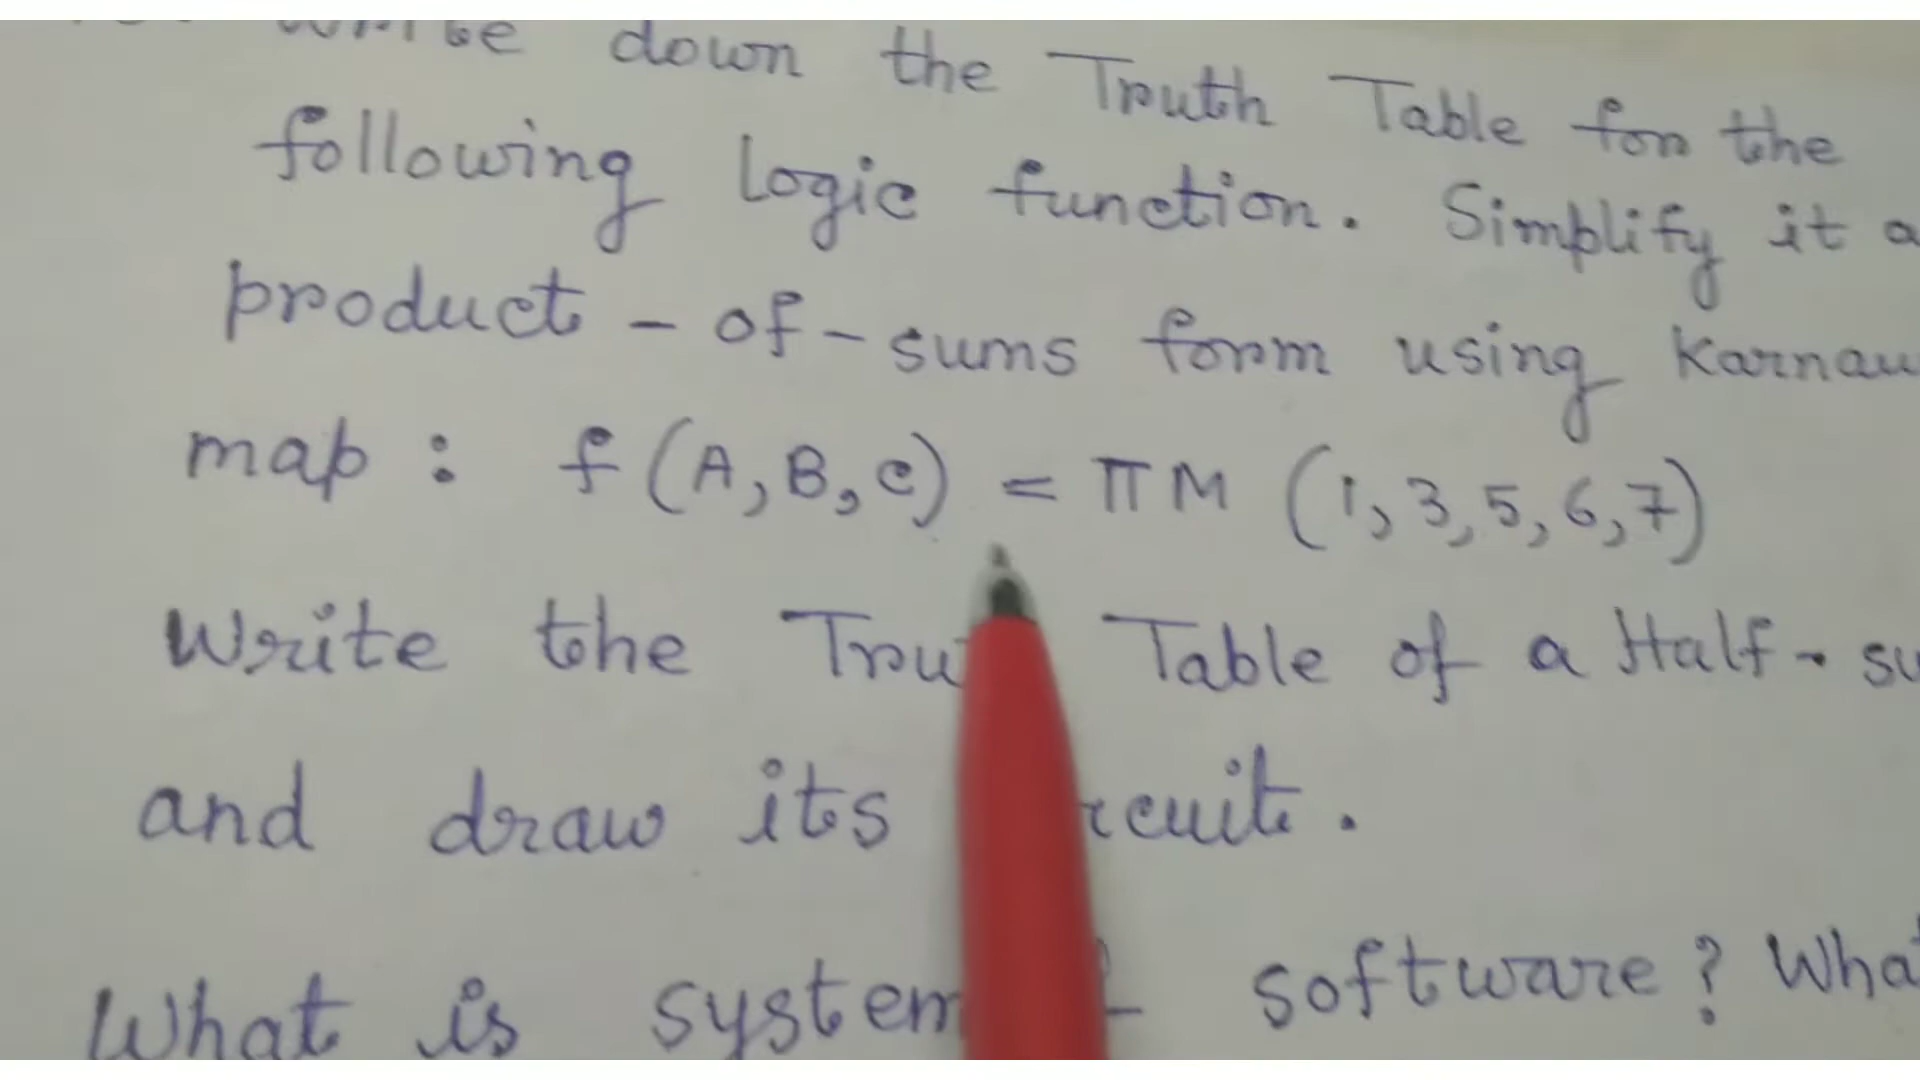 down the Truth Table for the
following logic function. Simplify it
product-of-sums form using
map : f(A,B,C) = πM (1,3,5,6,7)
Write the Table of a Half-
and draw its
What is system software? What